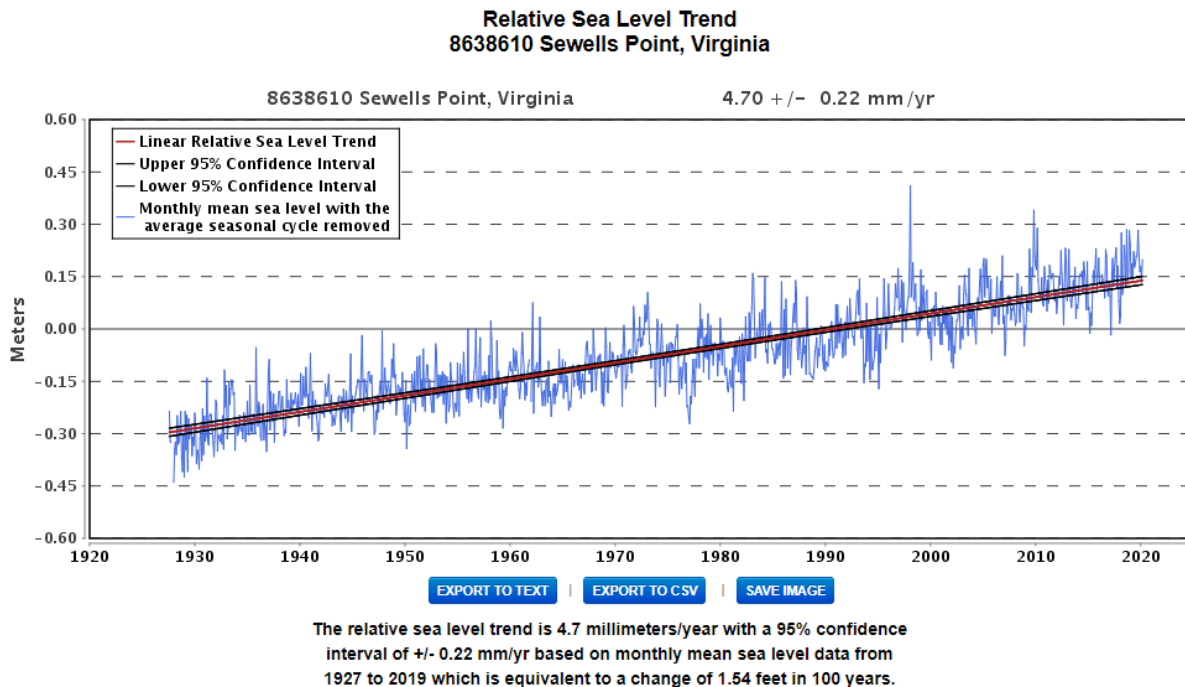 Relative Sea Level Trend
8638610 Sewells Point, Virginia
8638610 Sewells Point, Virginia 4.70 +/- 0.22 mm/yr
Linear Relative Sea Level Trend
Upper 95% Confidence Interval
Lower 95% Confidence Interval
Monthly mean sea level with the
average seasonal cycle removed
Meters
0.60
0.45
0.30
0.15
0.00
-0.15
-0.30
-0.45
-0.60
1920 1930 1940 1950 1960 1970 1980 1990 2000 2010 2020
EXPORT TO TEXT | EXPORT TO CSV | SAVE IMAGE
The relative sea level trend is 4.7 millimeters/year with a 95% confidence
interval of +/- 0.22 mm/yr based on monthly mean sea level data from
1927 to 2019 which is equivalent to a change of 1.54 feet in 100 years.